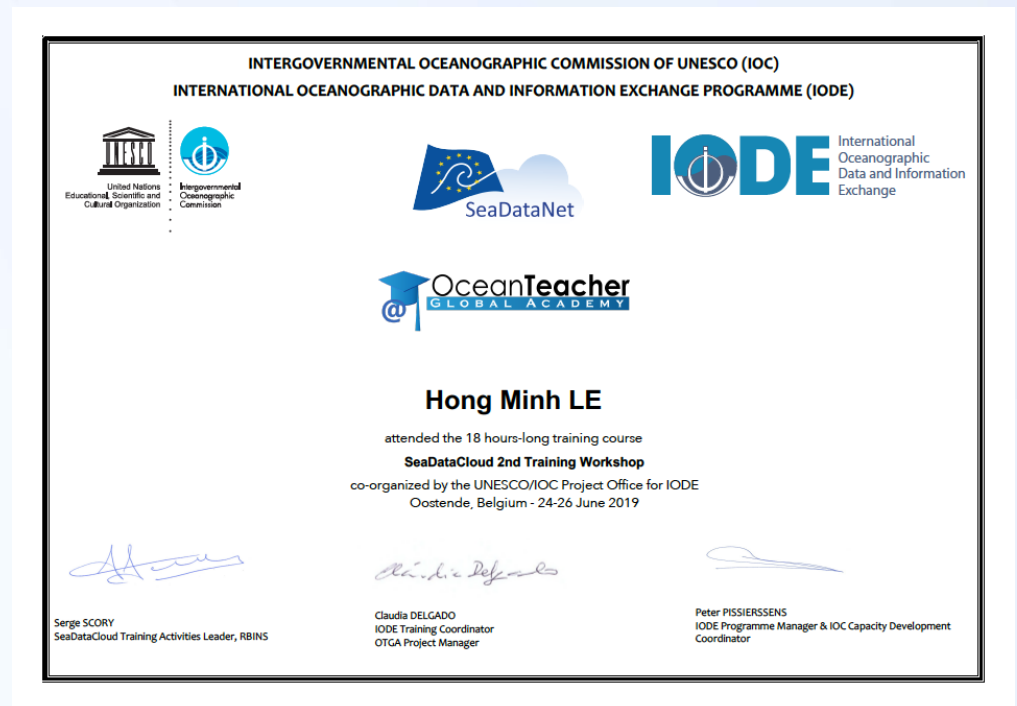 INTERGOVERNMENTAL OCEANOGRAPHIC COMMISSION OF UNESCO (IOC)
INTERNATIONAL OCEANOGRAPHIC DATA AND INFORMATION EXCHANGE PROGRAMME (IODE)
UNESCO
United Nations
Educational, Scientific and
Cultural Organization
Intergovernmental
Oceanographic
Commission
SeaDataNet
IODE
International
Oceanographic
Data and Information
Exchange
@
OceanTeacher
GLOBAL ACADEMY
Hong Minh LE
attended the 18 hours-long training course
SeaDataCloud 2nd Training Workshop
co-organized by the UNESCO/IOC Project Office for IODE
Oostende, Belgium - 24-26 June 2019
Cláudia Delgado
Serge SCORY
SeaDataCloud Training Activities Leader, RBINS
Claudia DELGADO
IODE Training Coordinator
OTGA Project Manager
Peter PISSIERSSENS
IODE Programme Manager & IOC Capacity Development
Coordinator